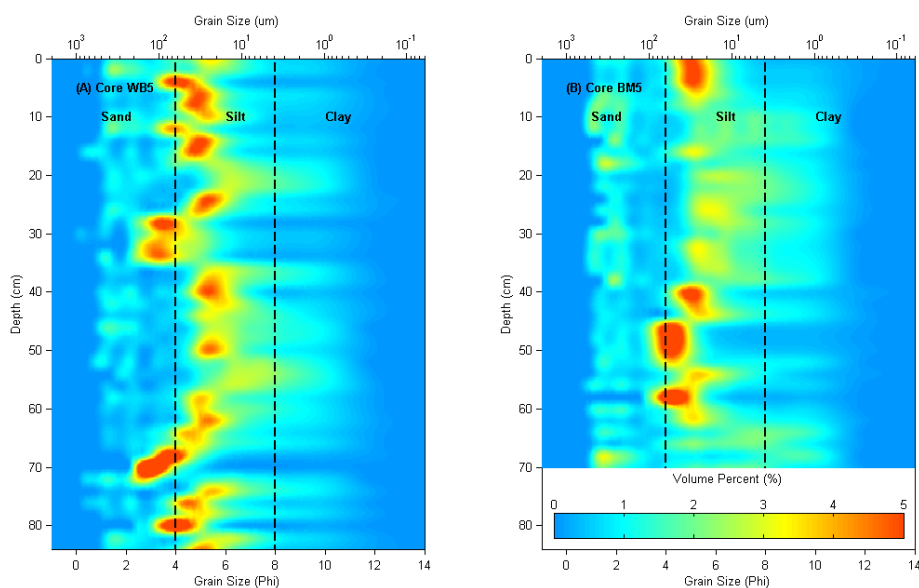 Grain Size (um)
10³ 10² 10¹ 10⁰ 10⁻¹
(A) Core WB5
Sand Silt Clay
0
10
20
30
40
50
60
70
80
Depth (cm)
0 2 4 6 8 10 12 14
Grain Size (Phi)
Grain Size (um)
10³ 10² 10¹ 10⁰ 10⁻¹
(B) Core BM5
Sand Silt Clay
0
10
20
30
40
50
60
70
80
Depth (cm)
Volume Percent (%)
0 1 2 3 4 5
0 2 4 6 8 10 12 14
Grain Size (Phi)